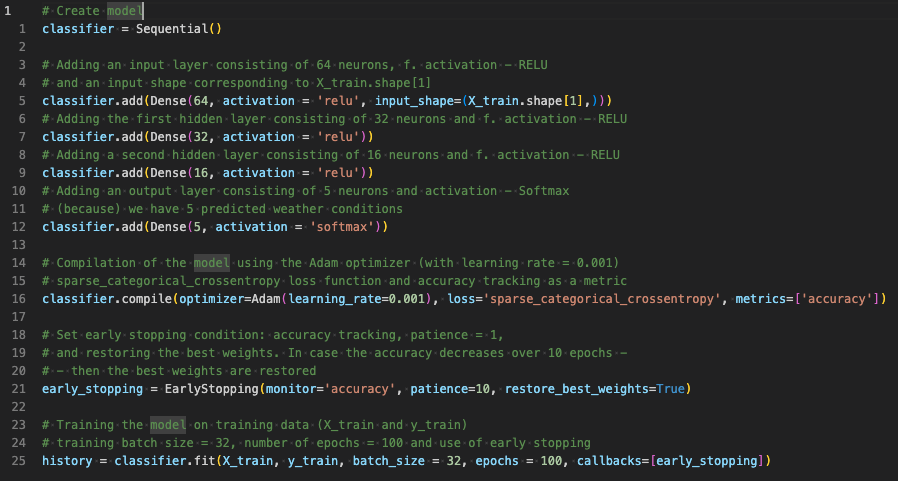 1 # Create model
1 classifier = Sequential()
2
3 # Adding an input layer consisting of 64 neurons, f. activation - RELU
4 # and an input shape corresponding to X_train.shape[1]
5 classifier.add(Dense(64, activation = 'relu', input_shape=(X_train.shape[1],)))
6 # Adding the first hidden layer consisting of 32 neurons and f. activation - RELU
7 classifier.add(Dense(32, activation = 'relu'))
8 # Adding a second hidden layer consisting of 16 neurons and f. activation - RELU
9 classifier.add(Dense(16, activation = 'relu'))
10 # Adding an output layer consisting of 5 neurons and activation - Softmax
11 # (because) we have 5 predicted weather conditions
12 classifier.add(Dense(5, activation = 'softmax'))
13
14 # Compilation of the model using the Adam optimizer (with learning rate = 0.001)
15 # sparse_categorical_crossentropy loss function and accuracy tracking as a metric
16 classifier.compile(optimizer=Adam(learning_rate=0.001), loss='sparse_categorical_crossentropy', metrics=['accuracy'])
17
18 # Set early stopping condition: accuracy tracking, patience = 1,
19 # and restoring the best weights. In case the accuracy decreases over 10 epochs -
20 # - then the best weights are restored
21 early_stopping = EarlyStopping(monitor='accuracy', patience=10, restore_best_weights=True)
22
23 # Training the model on training data (X_train and y_train)
24 # training batch size = 32, number of epochs = 100 and use of early stopping
25 history = classifier.fit(X_train, y_train, batch_size = 32, epochs = 100, callbacks=[early_stopping])